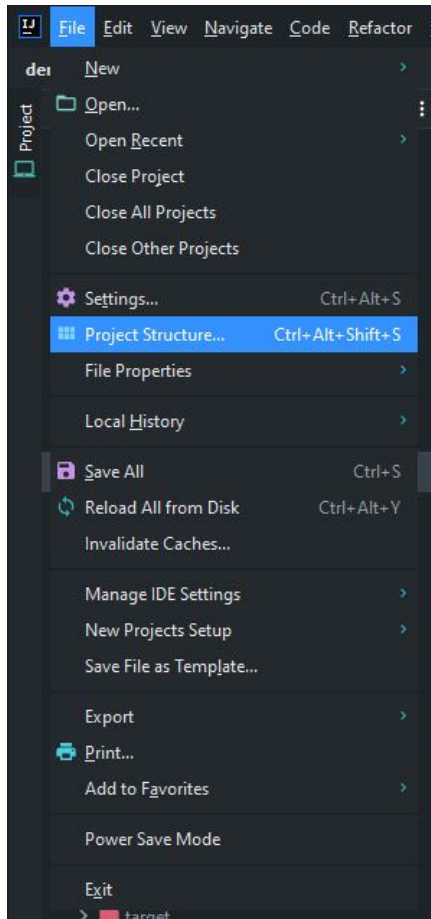 IJ File Edit View Navigate Code Refactor
der
New
Project
Open...
Open Recent
Close Project
Close All Projects
Close Other Projects
Settings... Ctrl+Alt+S
Project Structure... Ctrl+Alt+Shift+S
File Properties
Local History
Save All Ctrl+S
Reload All from Disk Ctrl+Alt+Y
Invalidate Caches...
Manage IDE Settings
New Projects Setup
Save File as Template...
Export
Print...
Add to Favorites
Power Save Mode
Exit
target